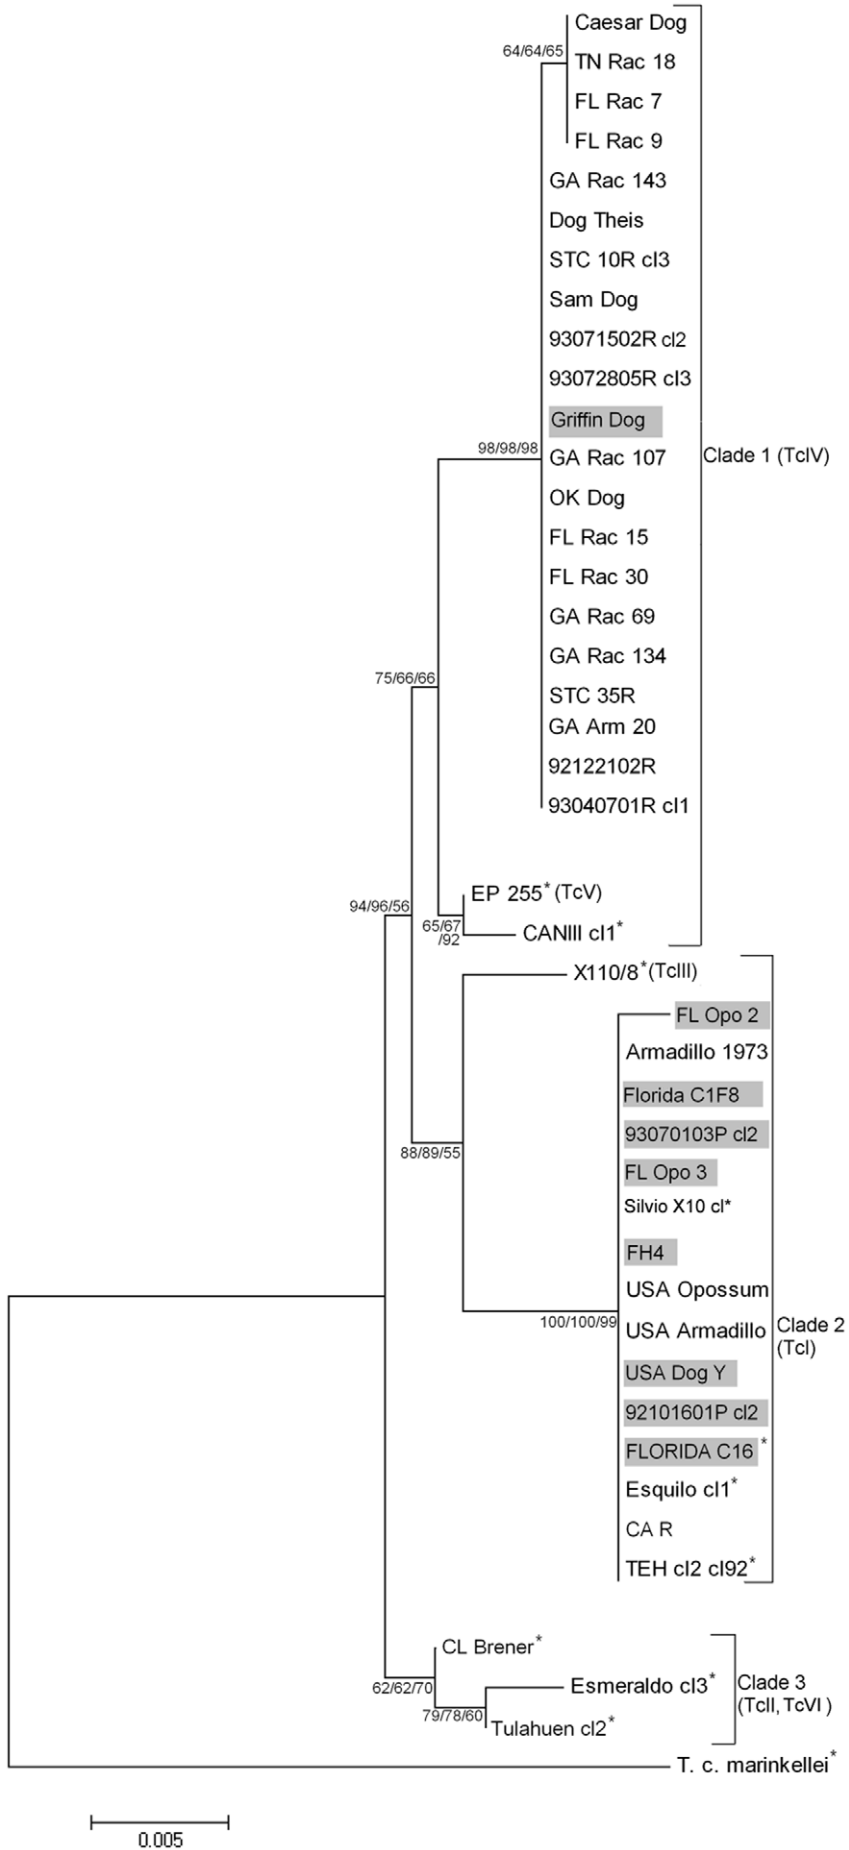 Caesar Dog
64/64/65
TN Rac 18
FL Rac 7
FL Rac 9
GA Rac 143
Dog Theis
STC 10R cl3
Sam Dog
93071502R cl2
93072805R cl3
Griffin Dog
98/98/98
GA Rac 107
Clade 1 (TcIV)
OK Dog
FL Rac 15
FL Rac 30
GA Rac 69
GA Rac 134
75/66/66
STC 35R
GA Arm 20
92122102R
93040701R cl1
EP 255* (TcV)
94/96/56
65/67
/92
CANIII cl1*
X110/8* (TcIII)
FL Opo 2
Armadillo 1973
Florida C1F8
93070103P cl2
88/89/55
FL Opo 3
Silvio X10 cl*
FH4
USA Opossum
100/100/99
USA Armadillo
Clade 2
(TcI)
USA Dog Y
92101601P cl2
FLORIDA C16 *
Esquilo cl1*
CA R
TEH cl2 cl92*
CL Brener*
62/62/70
Esmeraldo cl3*
Clade 3
(TcII, TcVI )
79/78/60
Tulahuen cl2*
T. c. marinkellei*
0.005